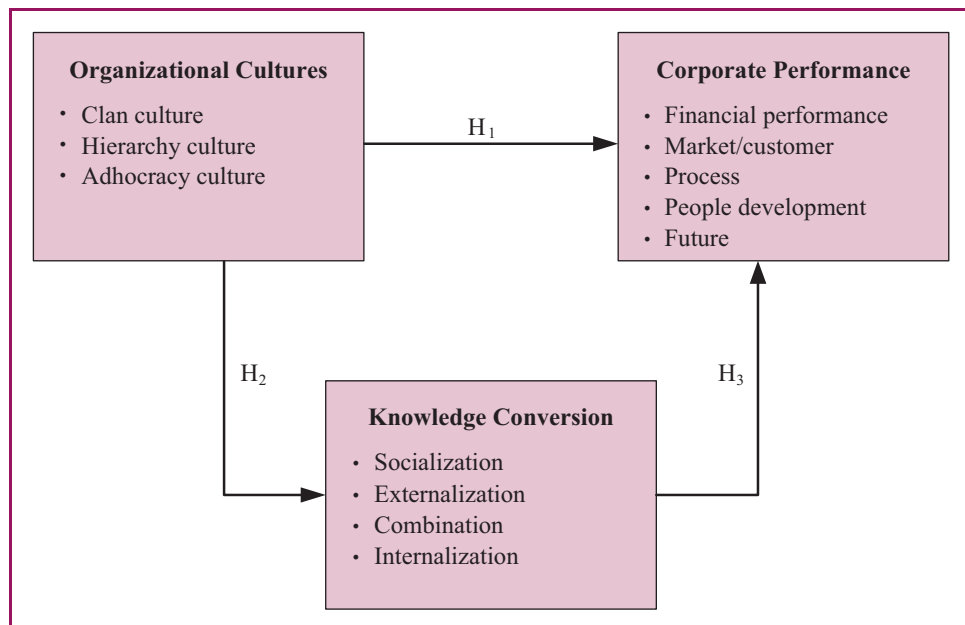 Organizational Cultures
· Clan culture
· Hierarchy culture
· Adhocracy culture
H1
Corporate Performance
· Financial performance
· Market/customer
· Process
· People development
· Future
H2
H3
Knowledge Conversion
· Socialization
· Externalization
· Combination
· Internalization